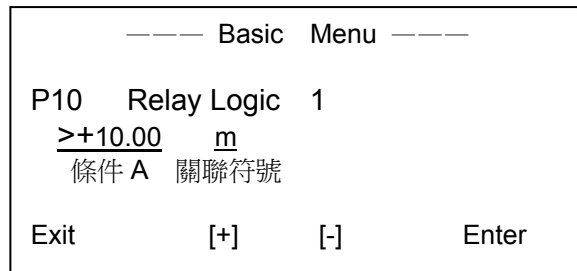 ——— Basic Menu ———
P10 Relay Logic 1
>+10.00 m
條件 A 關聯符號
Exit [+] [-] Enter